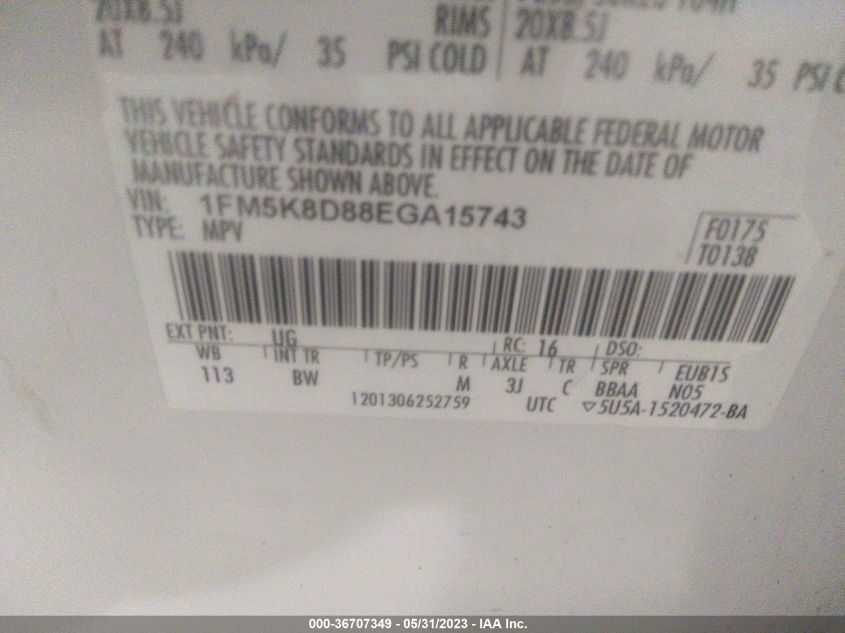 20X8.5J RIMS 20X8.5J
AT 240 kPa/ 35 PSI COLD AT 240 kPa/ 35 PSI C
THIS VEHICLE CONFORMS TO ALL APPLICABLE FEDERAL MOTOR
VEHICLE SAFETY STANDARDS IN EFFECT ON THE DATE OF
MANUFACTURE SHOWN ABOVE.
VIN: 1FM5K8D88EGA15743
TYPE: MPV
F0175
T0138
EXT PNT: UG RC: 16 DSO:
WB INT TR TP/PS R AXLE TR SPR EUB1S
113 BW M 3J C BBAA N05
1201306252759 UTC ▽5U5A-1520472-BA
000-36707349 - 05/31/2023 - IAA Inc.